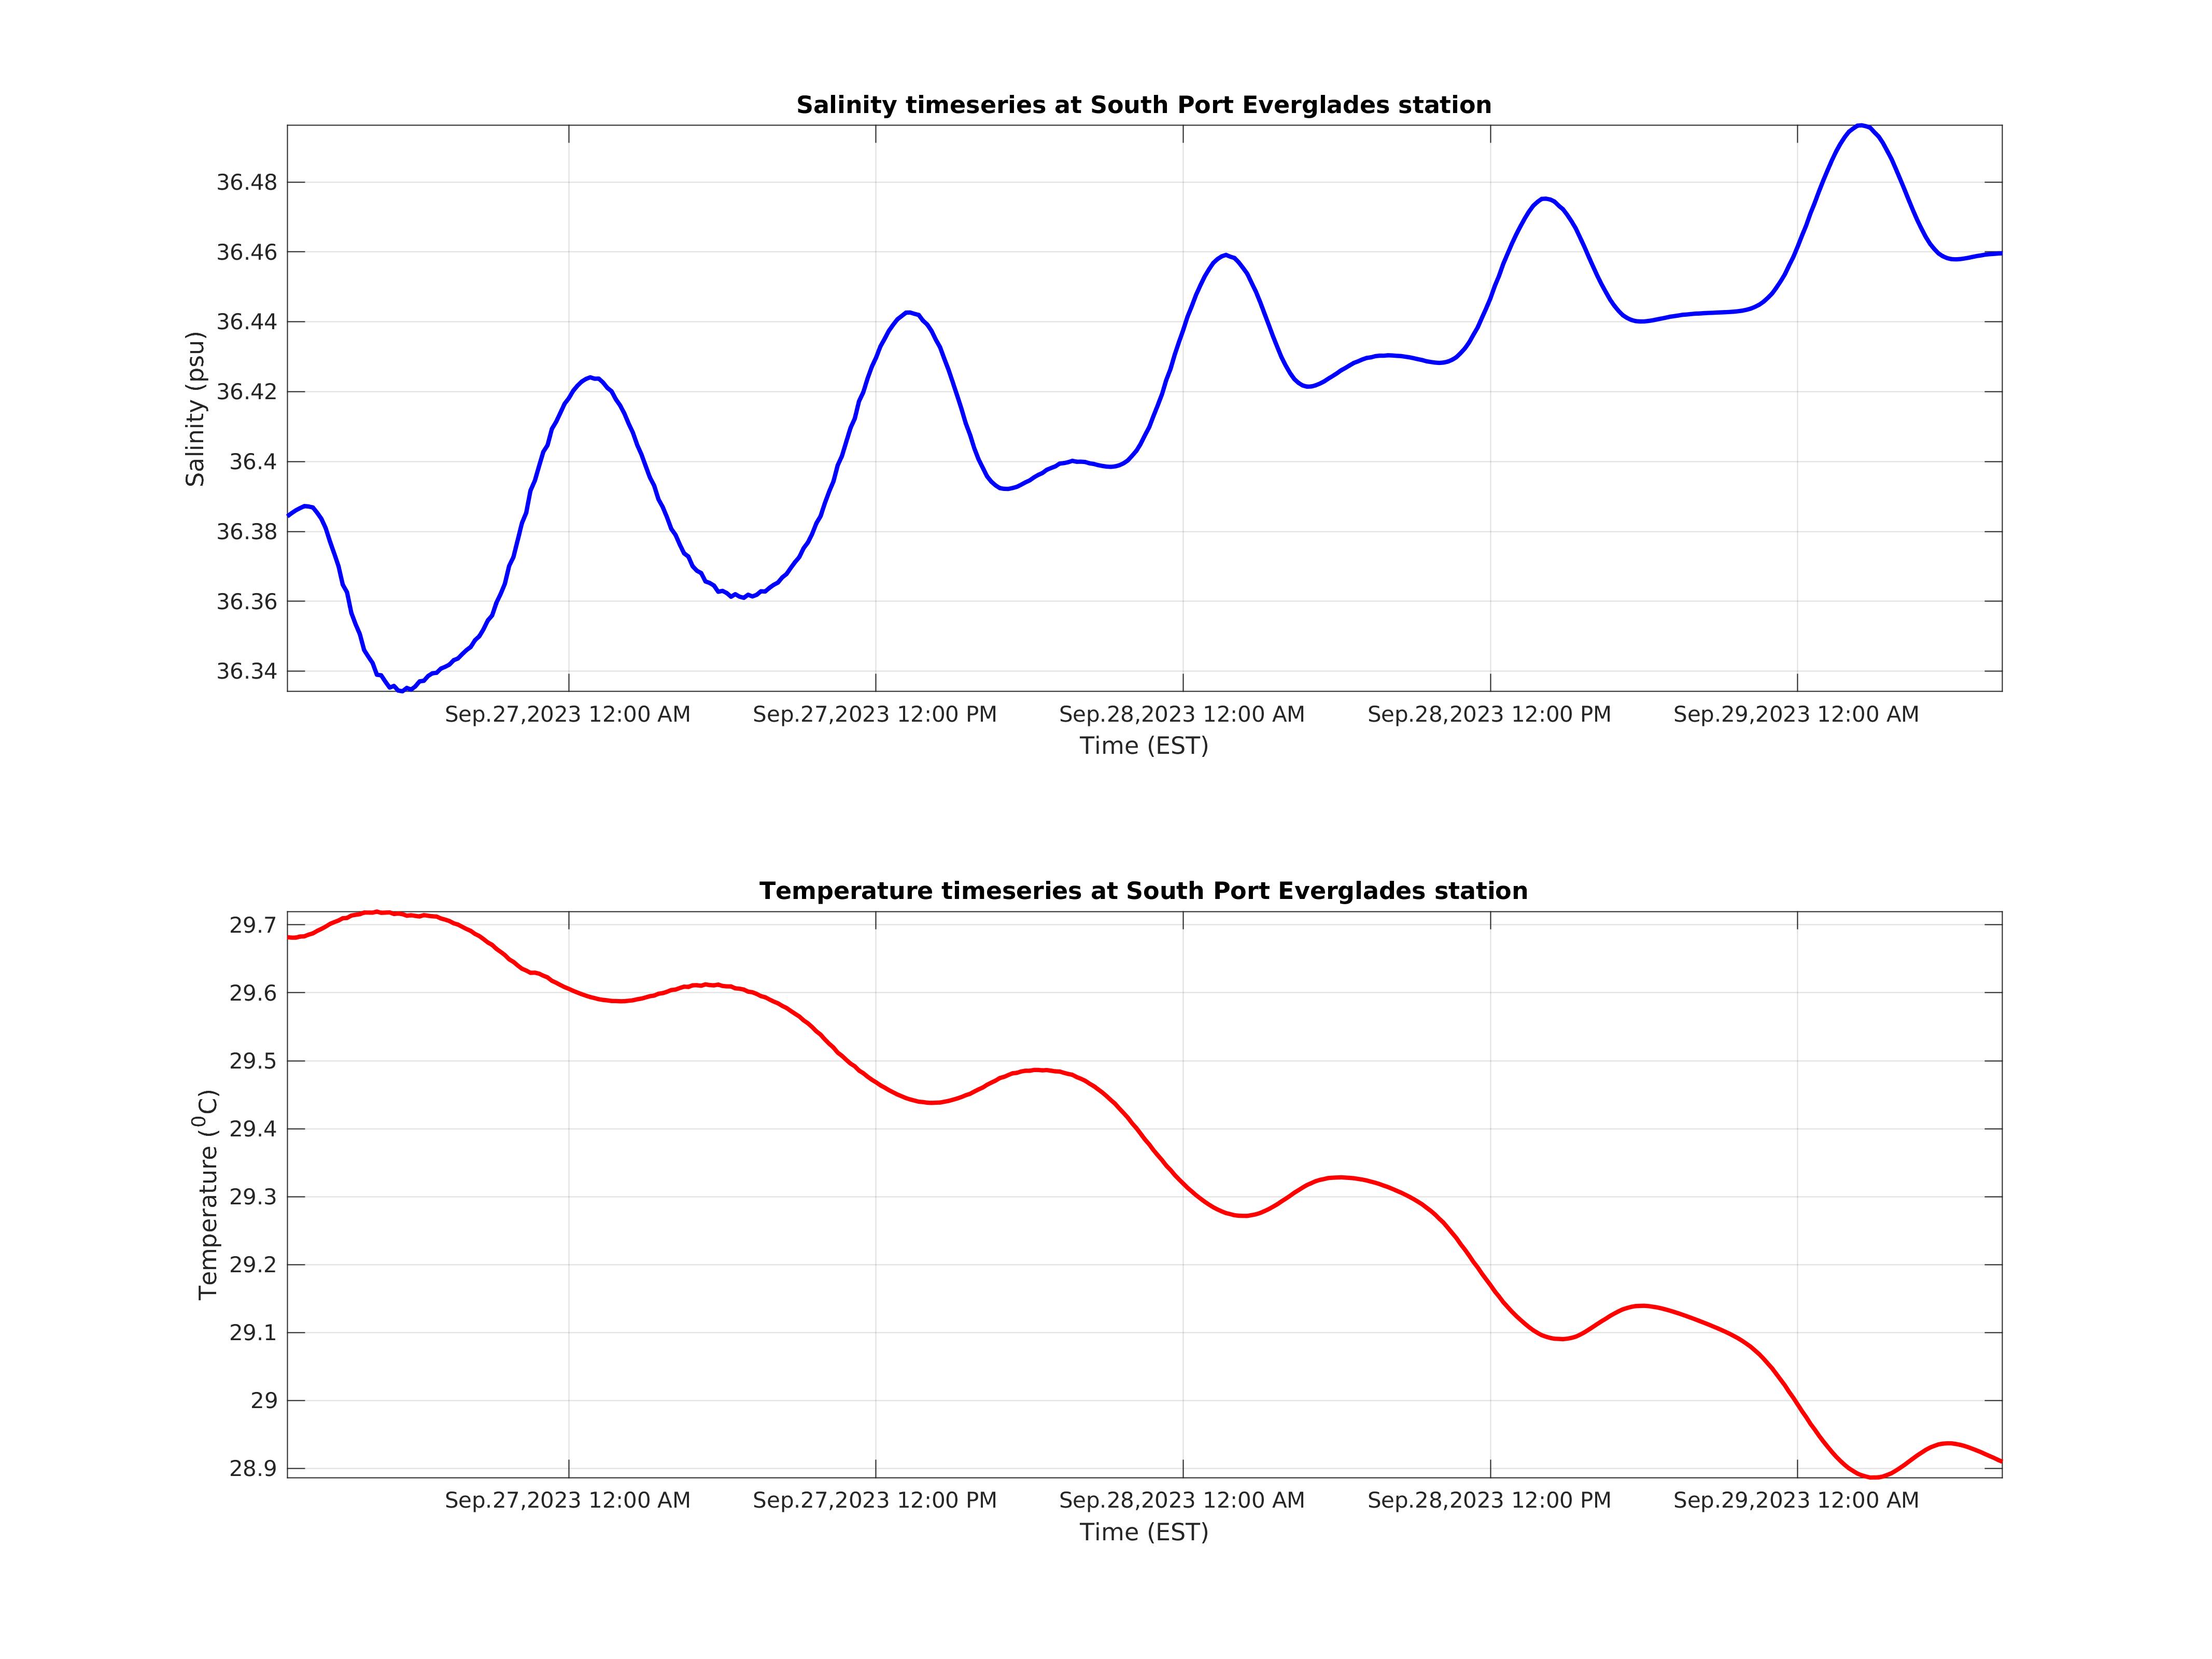 Salinity timeseries at South Port Everglades station
36.48
36.46
36.44
36.42
36.4
36.38
36.36
36.34
Salinity (psu)
Sep.27,2023 12:00 AM Sep.27,2023 12:00 PM Sep.28,2023 12:00 AM Sep.28,2023 12:00 PM Sep.29,2023 12:00 AM
Time (EST)
Temperature timeseries at South Port Everglades station
29.7
29.6
29.5
29.4
29.3
29.2
29.1
29
28.9
Temperature (⁰C)
Sep.27,2023 12:00 AM Sep.27,2023 12:00 PM Sep.28,2023 12:00 AM Sep.28,2023 12:00 PM Sep.29,2023 12:00 AM
Time (EST)